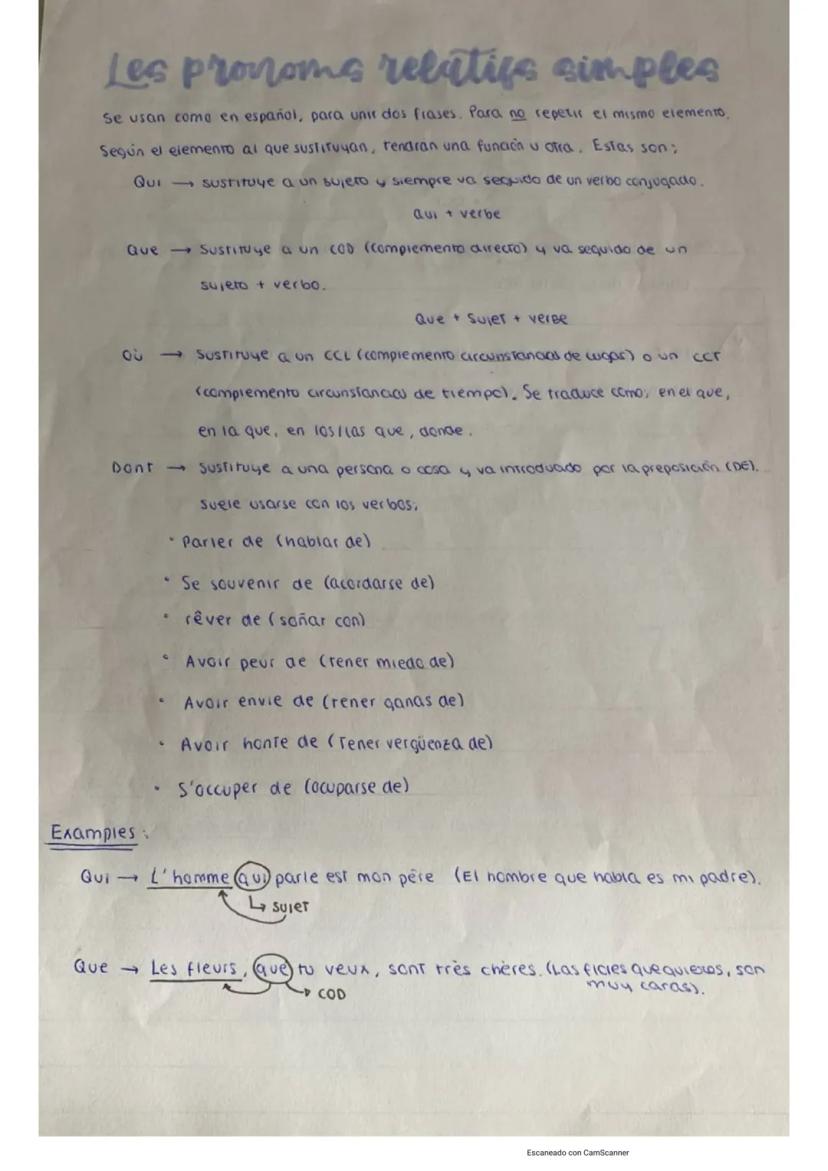 Les pronoms relatifs simples
Se usan como en español, para unir dos frases. Para no repetir el mismo elemento.
Según el elemento al que sustituyan, tendrán una función u otra. Estas son:
Qui → sustituye a un sujeto y siempre va seguido de un verbo conjugado.
Qui + verbe
Que → Sustituye a un COD (complemento directo) y va seguido de un
sujeto + verbo.
Que + Sujet + verbe
Où → Sustituye a un CCL (complemento circunstancial de lugar) o un CCT
(complemento circunstancial de tiempo). Se traduce como; en el que,
en la que, en los/las que, donde.
Dont → Sustituye a una persona o cosa y va introducido por la preposición (DE).
Suele usarse con los verbos;
• Parler de (hablar de)
• Se souvenir de (acordarse de)
• rêver de (soñar con)
• Avoir peur de (tener miedo de)
• Avoir envie de (tener ganas de)
• Avoir honte de (Tener vergüenza de)
• S'occuper de (ocuparse de)
Examples:
Qui → L'homme qui parle est mon père (El hombre que habla es mi padre).
↳ sujet
Que → Les fleurs, que tu veux, sont très chères. (Las flores que quieres, son
muy caras).
→ COD
Escaneado con CamScanner